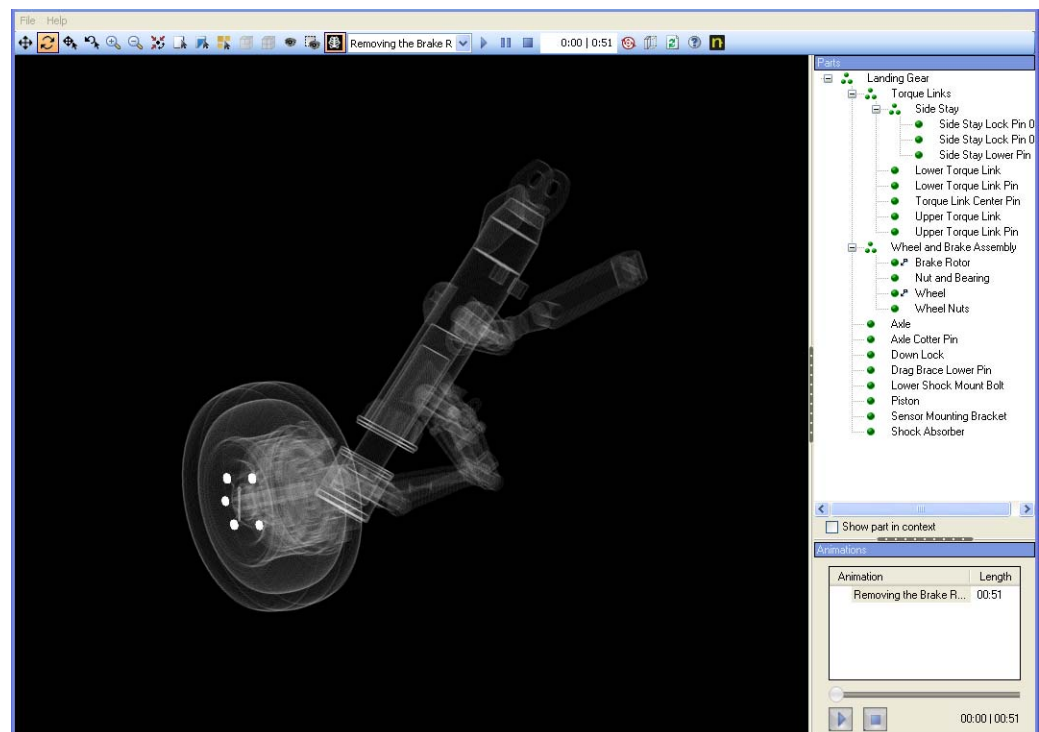 File Help
Removing the Brake R 0:00 | 0:51
Parts
Landing Gear
Torque Links
Side Stay
Side Stay Lock Pin 0
Side Stay Lock Pin 0
Side Stay Lower Pin
Lower Torque Link
Lower Torque Link Pin
Torque Link Center Pin
Upper Torque Link
Upper Torque Link Pin
Wheel and Brake Assembly
Brake Rotor
Nut and Bearing
Wheel
Wheel Nuts
Axle
Axle Cotter Pin
Down Lock
Drag Brace Lower Pin
Lower Shock Mount Bolt
Piston
Sensor Mounting Bracket
Shock Absorber
Show part in context
Animations
Animation Length
Removing the Brake R... 00:51
00:00 | 00:51